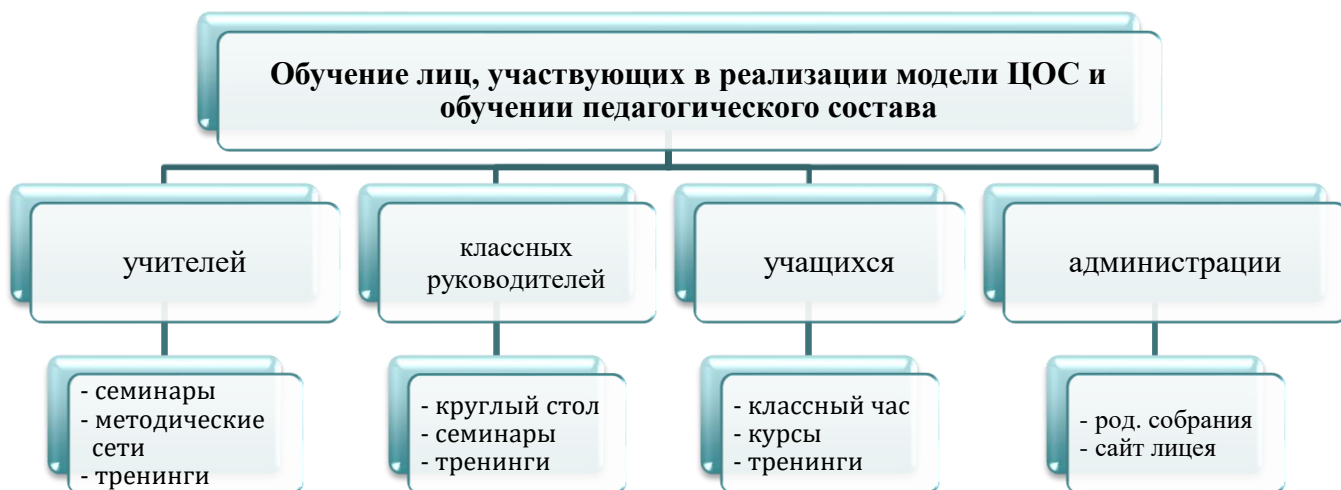 Обучение лиц, участвующих в реализации модели ЦОС и
обучении педагогического состава
учителей
классных
руководителей
учащихся
администрации
- семинары
- методические
сети
- тренинги
- круглый стол
- семинары
- тренинги
- классный час
- курсы
- тренинги
- род. собрания
- сайт лицея